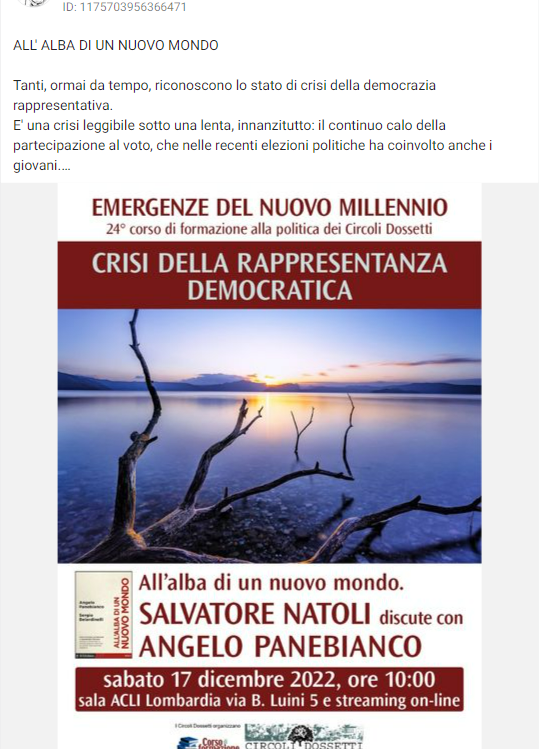 ID: 1175703956366471
ALL' ALBA DI UN NUOVO MONDO
Tanti, ormai da tempo, riconoscono lo stato di crisi della democrazia
rappresentativa.
E' una crisi leggibile sotto una lenta, innanzitutto: il continuo calo della
partecipazione al voto, che nelle recenti elezioni politiche ha coinvolto anche i
giovani....
EMERGENZE DEL NUOVO MILLENNIO
24° corso di formazione alla politica dei Circoli Dossetti
CRISI DELLA RAPPRESENTANZA
DEMOCRATICA
Angelo
Panebianco
Sergio
Belardinelli
ALL'ALBA DI UN
NUOVO MONDO
All'alba di un nuovo mondo.
SALVATORE NATOLI discute con
ANGELO PANEBIANCO
sabato 17 dicembre 2022, ore 10:00
sala ACLI Lombardia via B. Luini 5 e streaming on-line
I Circoli Dossetti organizzano
Corso
formazione
CIRCOLI DOSSETTI